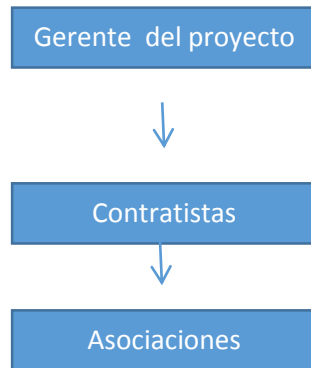 Gerente del proyecto
Contratistas
Asociaciones